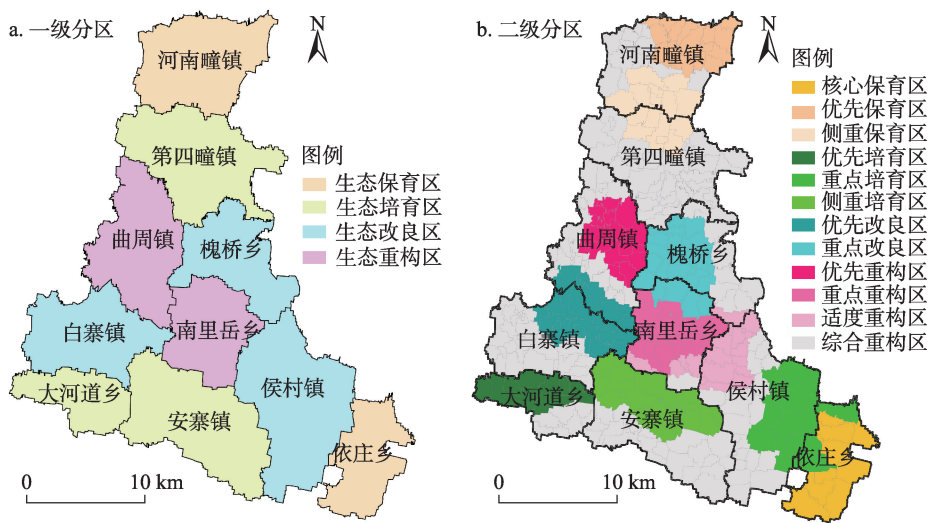 a. 一级分区
N
河南疃镇
第四疃镇
曲周镇
槐桥乡
白寨镇
南里岳乡
大河道乡
安寨镇
侯村镇
依庄乡
图例
生态保育区
生态培育区
生态改良区
生态重构区
0 10 km
b. 二级分区
N
河南疃镇
第四疃镇
曲周镇
槐桥乡
白寨镇
南里岳乡
大河道乡
安寨镇
侯村镇
依庄乡
图例
核心保育区
优先保育区
侧重保育区
优先培育区
重点培育区
侧重培育区
优先改良区
重点改良区
优先重构区
重点重构区
适度重构区
综合重构区
0 10 km